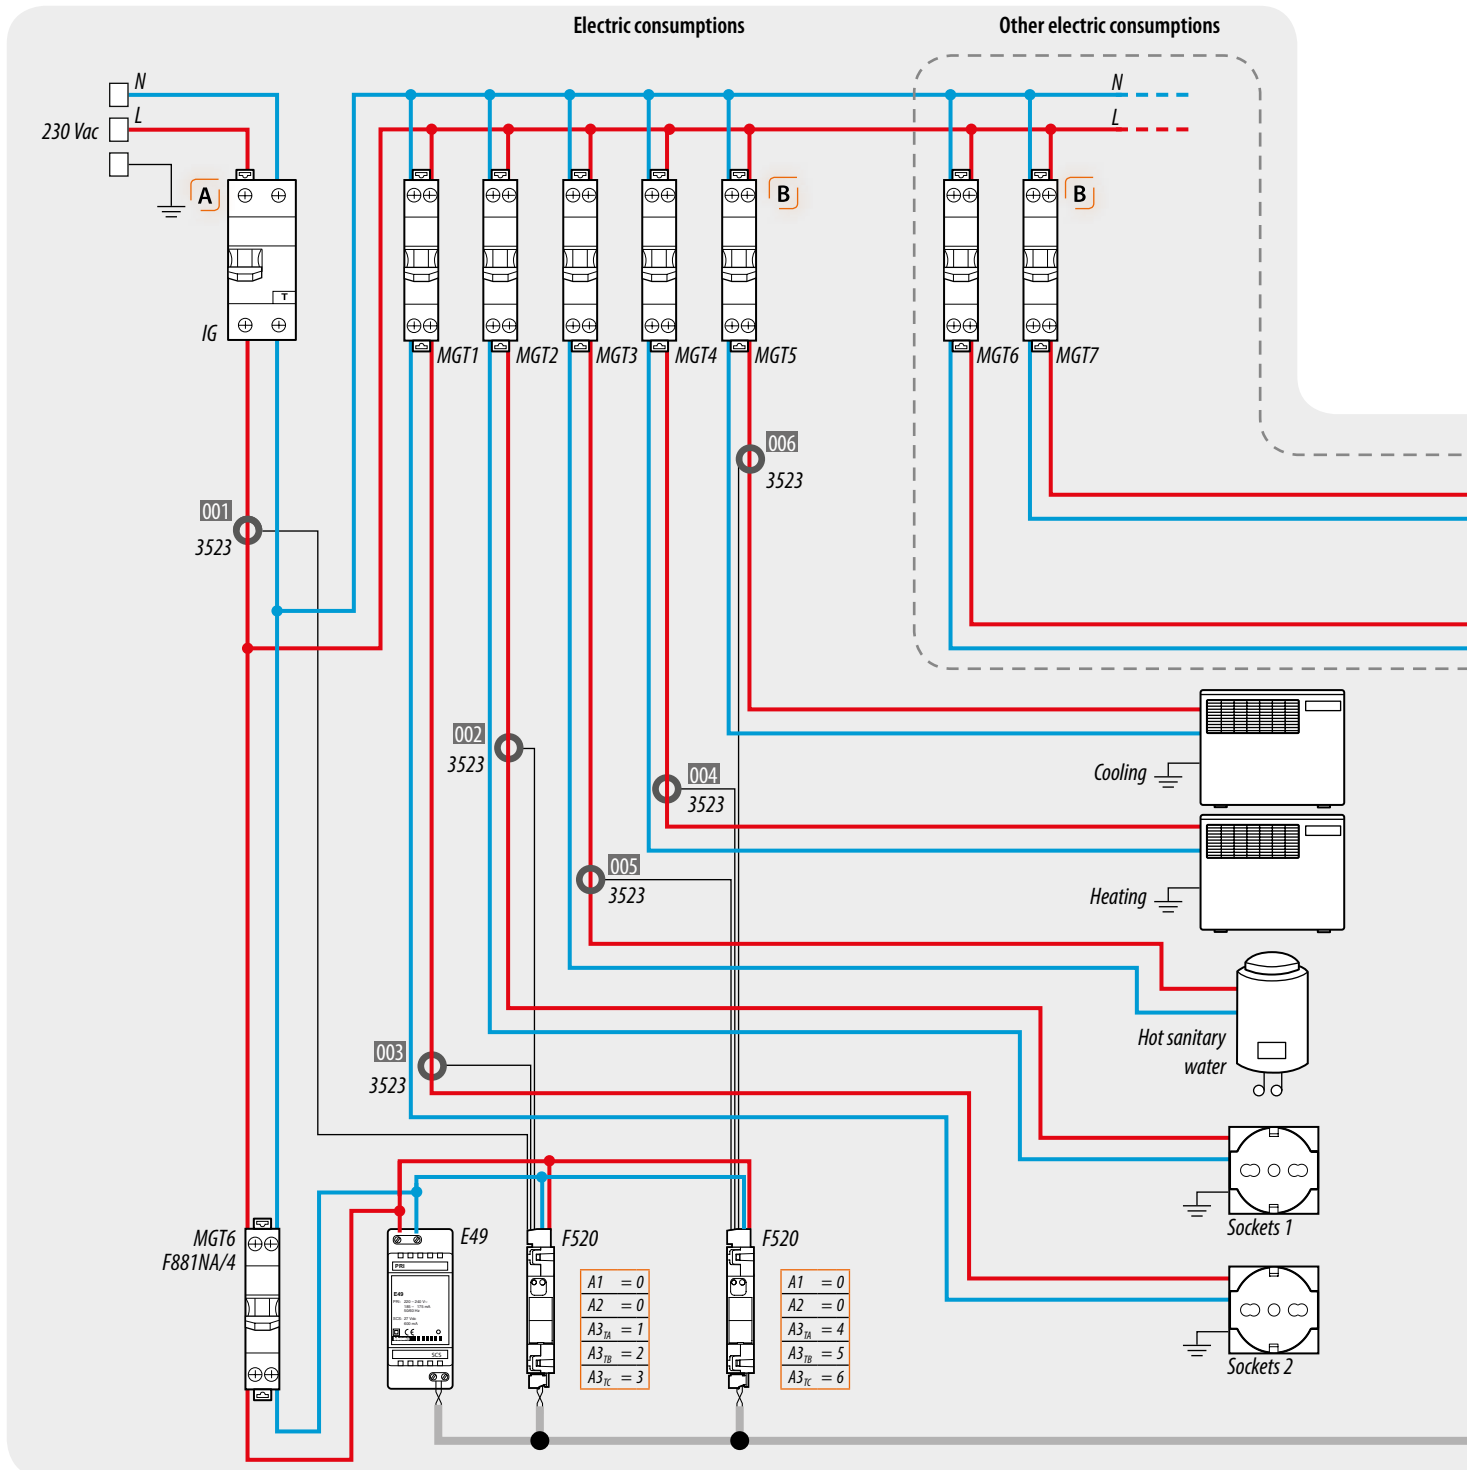 Electric consumptions
Other electric consumptions
N
L
230 Vac
N
L
A
B
B
T
IG
MGT1
MGT2
MGT3
MGT4
MGT5
MGT6
MGT7
006
3523
001
3523
002
3523
004
3523
005
3523
003
3523
Cooling
Heating
Hot sanitary
water
Sockets 1
Sockets 2
MGT6
F881NA/4
E49
PRI
E49
SCS
F520
A1 = 0
A2 = 0
A3TA = 1
A3TB = 2
A3TC = 3
F520
A1 = 0
A2 = 0
A3TA = 4
A3TB = 5
A3TC = 6